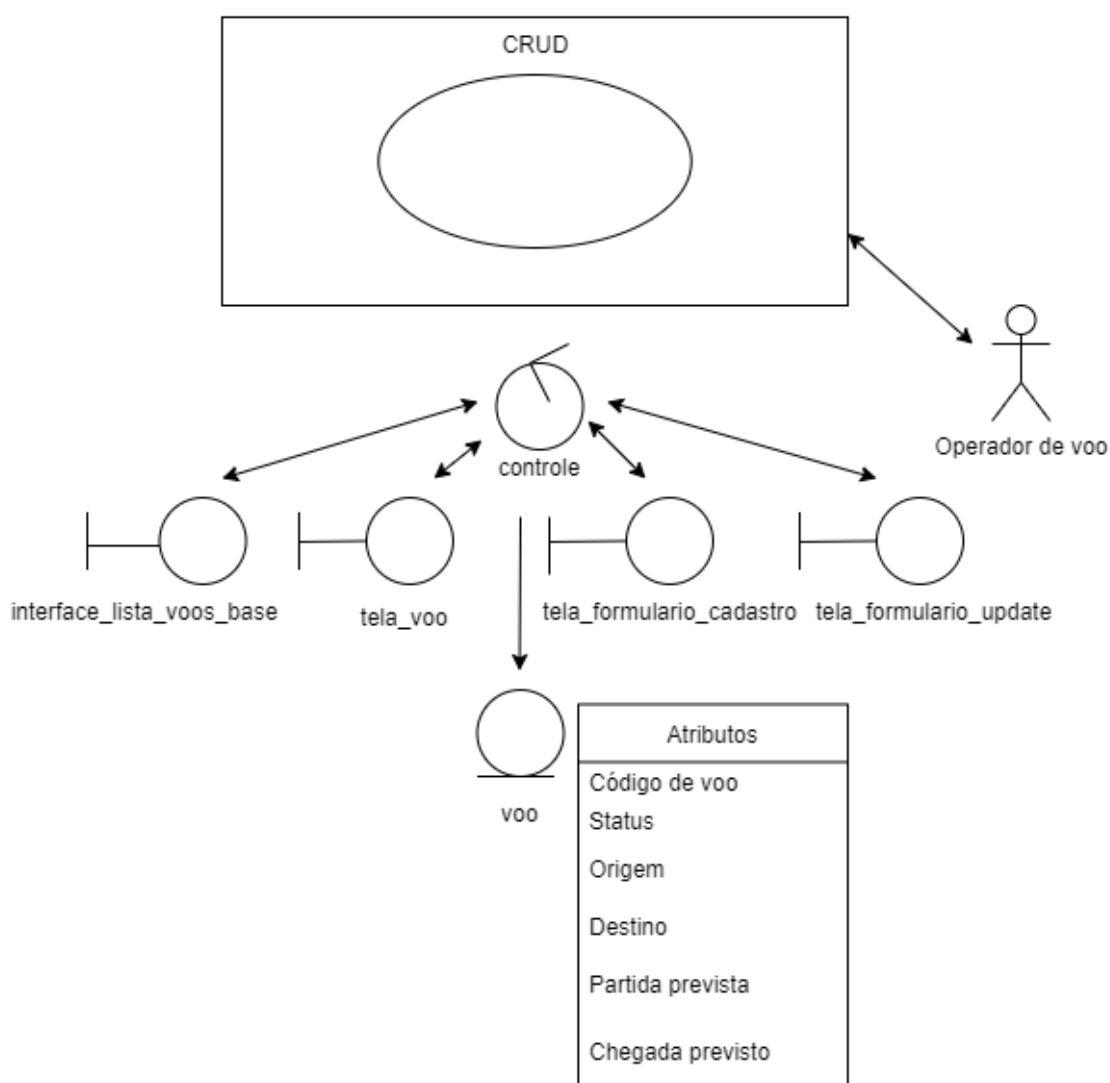 CRUD
Operador de voo
controle
interface_lista_voos_base
tela_voo
tela_formulario_cadastro
tela_formulario_update
voo
Atributos
Código de voo
Status
Origem
Destino
Partida prevista
Chegada previsto